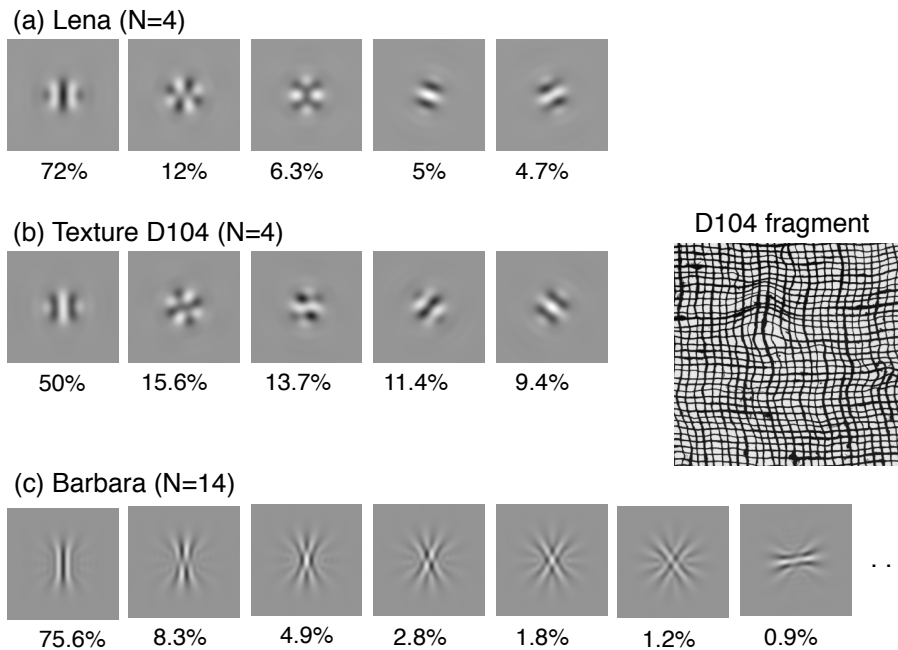 (a) Lena (N=4)
72% 12% 6.3% 5% 4.7%
(b) Texture D104 (N=4)
D104 fragment
50% 15.6% 13.7% 11.4% 9.4%
(c) Barbara (N=14)
. .
75.6% 8.3% 4.9% 2.8% 1.8% 1.2% 0.9%